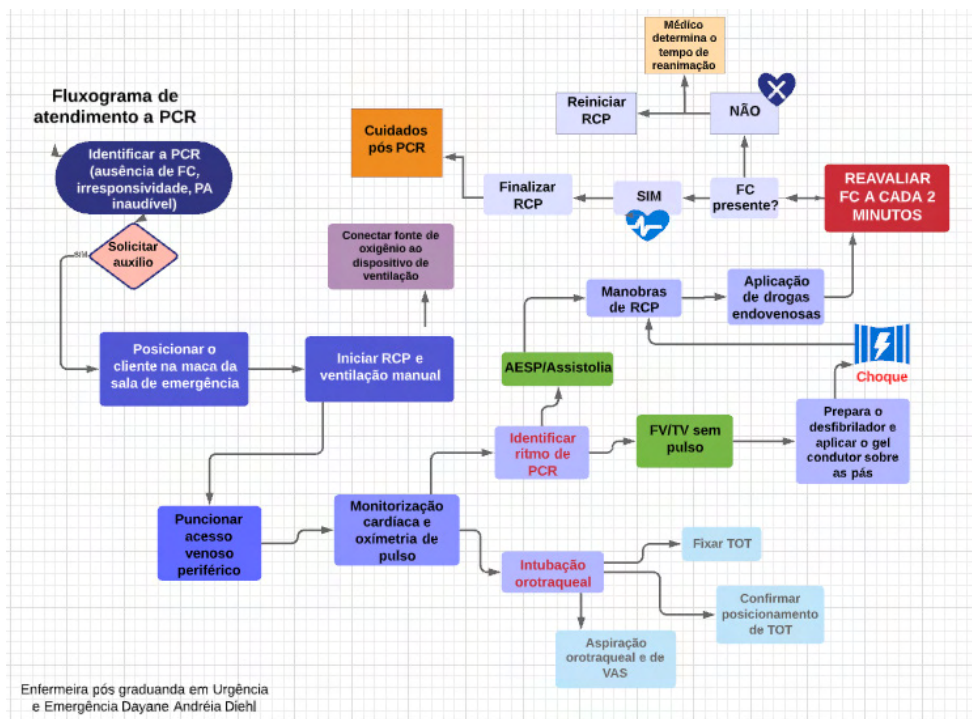 Fluxograma de
atendimento a PCR
Identificar a PCR
(ausência de FC,
irresponsividade, PA
inaudível)
Solicitar
auxílio
SIM
Posicionar o
cliente na maca da
sala de emergência
Iniciar RCP e
ventilação manual
Conectar fonte de
oxigênio ao
dispositivo de
ventilação
Puncionar
acesso
venoso
periférico
Monitorização
cardíaca e
oxímetria de
pulso
Identificar
ritmo de
PCR
AESP/Assistolia
FV/TV sem
pulso
Prepara o
desfibrilador e
aplicar o gel
condutor sobre
as pás
Choque
Manobras
de RCP
Aplicação
de drogas
endovenosas
REAVALIAR
FC A CADA 2
MINUTOS
FC
presente?
SIM
Finalizar
RCP
Cuidados
pós PCR
NÃO
Reiniciar
RCP
Médico
determina o
tempo de
reanimação
Intubação
orotraqueal
Fixar TOT
Confirmar
posicionamento
de TOT
Aspiração
orotraqueal e de
VAS
Enfermeira pós graduanda em Urgência
e Emergência Dayane Andréia Diehl